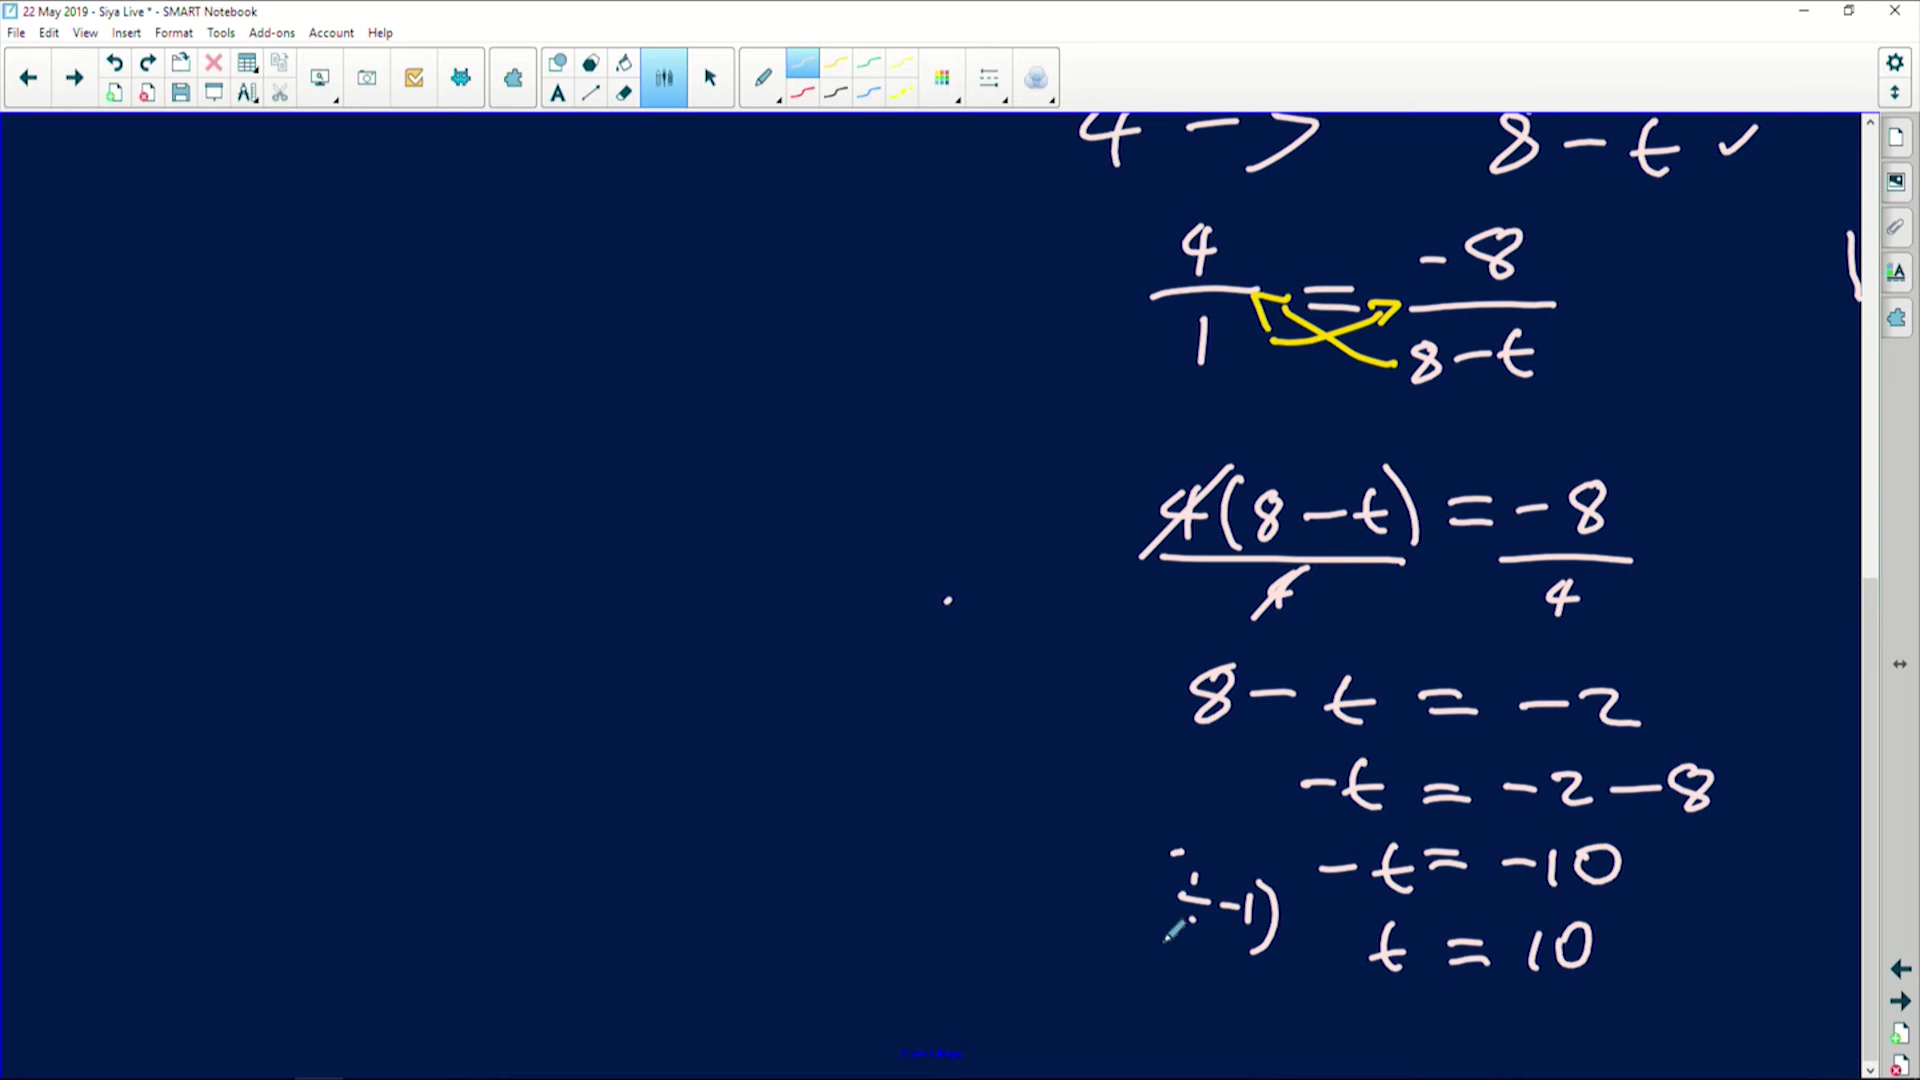 22 May 2019 - Siya Live * - SMART Notebook
File Edit View Insert Format Tools Add-ons Account Help
8 - t ✓
4/1 = -8/(8 - t)
4(8 - t)/4 = -8/4
8 - t = -2
-t = -2 - 8
-t = -10
÷ -1)
t = 10